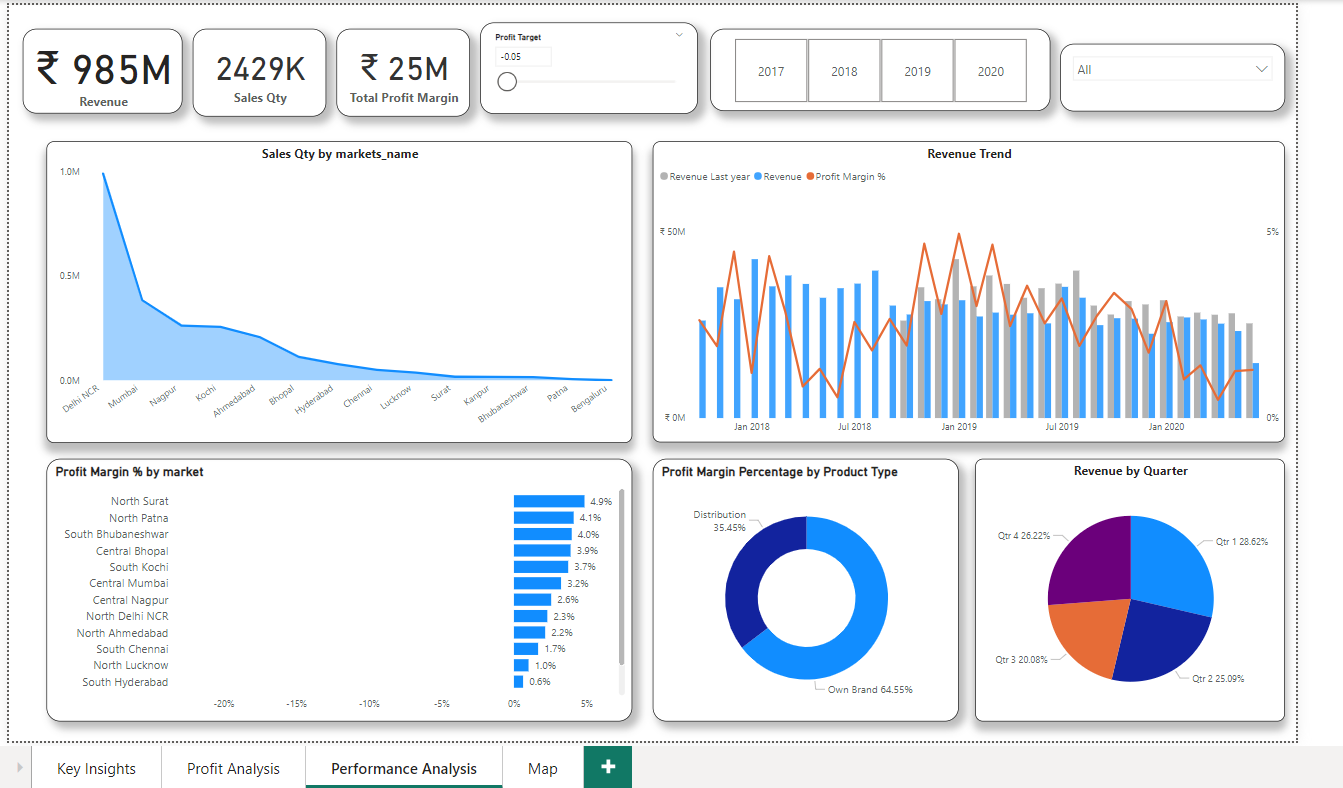 ₹ 985M
Revenue
2429K
Sales Qty
₹ 25M
Total Profit Margin
Profit Target
-0.05
2017
2018
2019
2020
All
Sales Qty by markets_name
1.0M
0.5M
0.0M
Delhi NCR
Mumbai
Nagpur
Kochi
Ahmedabad
Bhopal
Hyderabad
Chennai
Lucknow
Surat
Kanpur
Bhubaneshwar
Patna
Bengaluru
Revenue Trend
Revenue Last year
Revenue
Profit Margin %
₹ 50M
5%
₹ 0M
0%
Jan 2018
Jul 2018
Jan 2019
Jul 2019
Jan 2020
Profit Margin % by market
North Surat 4.9%
North Patna 4.1%
South Bhubaneshwar 4.0%
Central Bhopal 3.9%
South Kochi 3.7%
Central Mumbai 3.2%
Central Nagpur 2.6%
North Delhi NCR 2.3%
North Ahmedabad 2.2%
South Chennai 1.7%
North Lucknow 1.0%
South Hyderabad 0.6%
-20% -15% -10% -5% 0% 5%
Profit Margin Percentage by Product Type
Distribution
35.45%
Own Brand 64.55%
Revenue by Quarter
Qtr 4 26.22%
Qtr 1 28.62%
Qtr 3 20.08%
Qtr 2 25.09%
Key Insights
Profit Analysis
Performance Analysis
Map
+